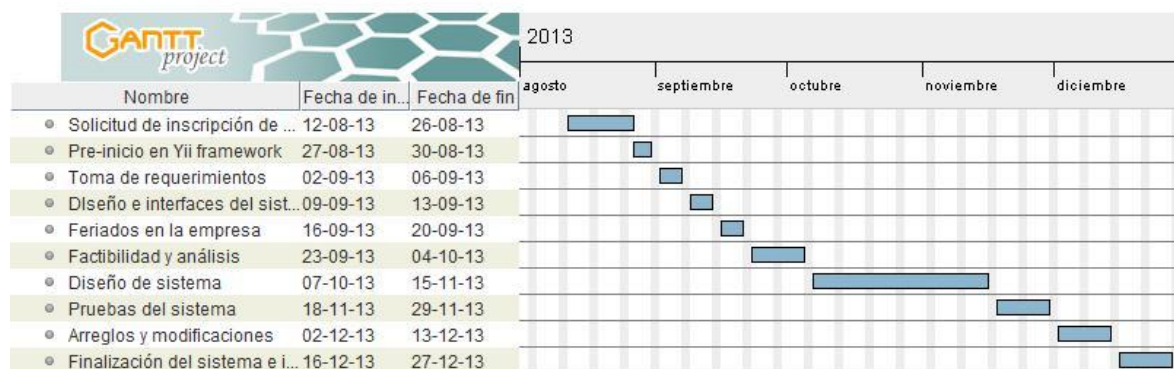 GANTT
project
2013
agosto septiembre octubre noviembre diciembre
Nombre Fecha de in... Fecha de fin
Solicitud de inscripción de ... 12-08-13 26-08-13
Pre-inicio en Yii framework 27-08-13 30-08-13
Toma de requerimientos 02-09-13 06-09-13
DIseño e interfaces del sist... 09-09-13 13-09-13
Feriados en la empresa 16-09-13 20-09-13
Factibilidad y análisis 23-09-13 04-10-13
Diseño de sistema 07-10-13 15-11-13
Pruebas del sistema 18-11-13 29-11-13
Arreglos y modificaciones 02-12-13 13-12-13
Finalización del sistema e i... 16-12-13 27-12-13